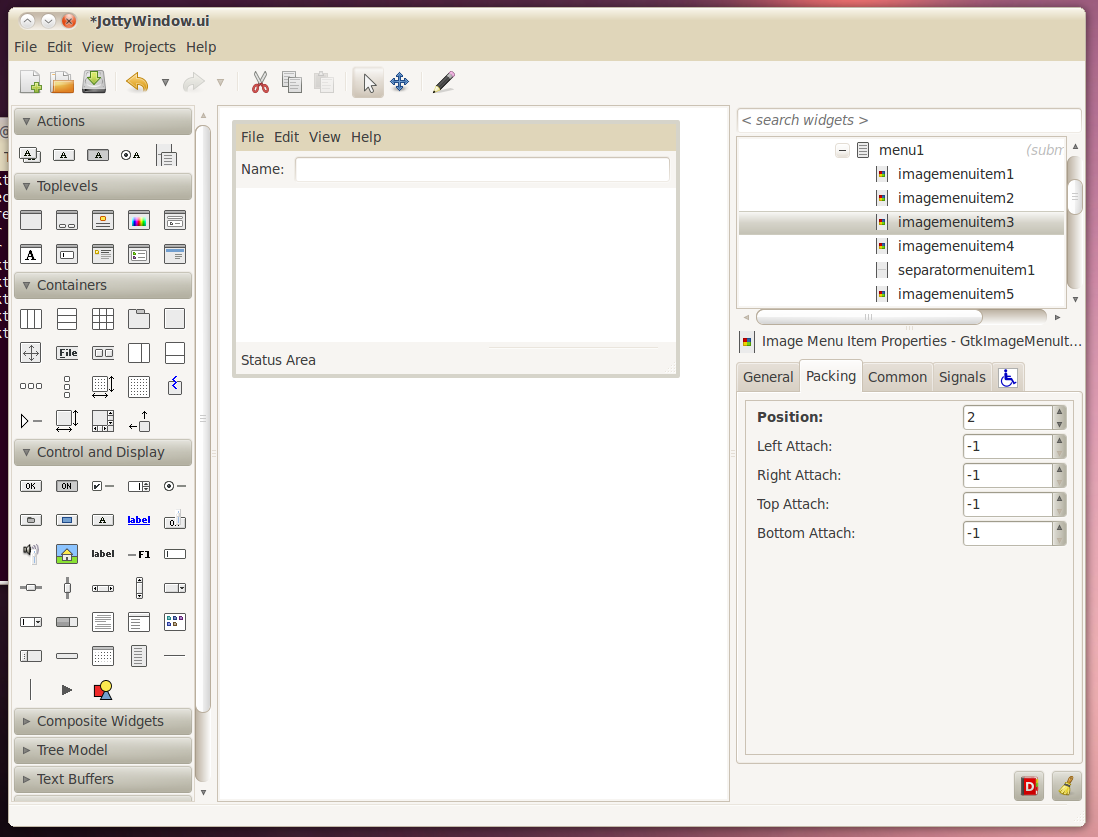 *JottyWindow.ui
File Edit View Projects Help
Actions
A A A A
Toplevels
A
Containers
File
Control and Display
OK ON
A label 0..
label F1
Composite Widgets
Tree Model
Text Buffers
File Edit View Help
Name:
Status Area
< search widgets >
menu1 (subm
imagemenuitem1
imagemenuitem2
imagemenuitem3
imagemenuitem4
separatormenuitem1
imagemenuitem5
Image Menu Item Properties - GtkImageMenuIt...
General Packing Common Signals
Position: 2
Left Attach: -1
Right Attach: -1
Top Attach: -1
Bottom Attach: -1
D